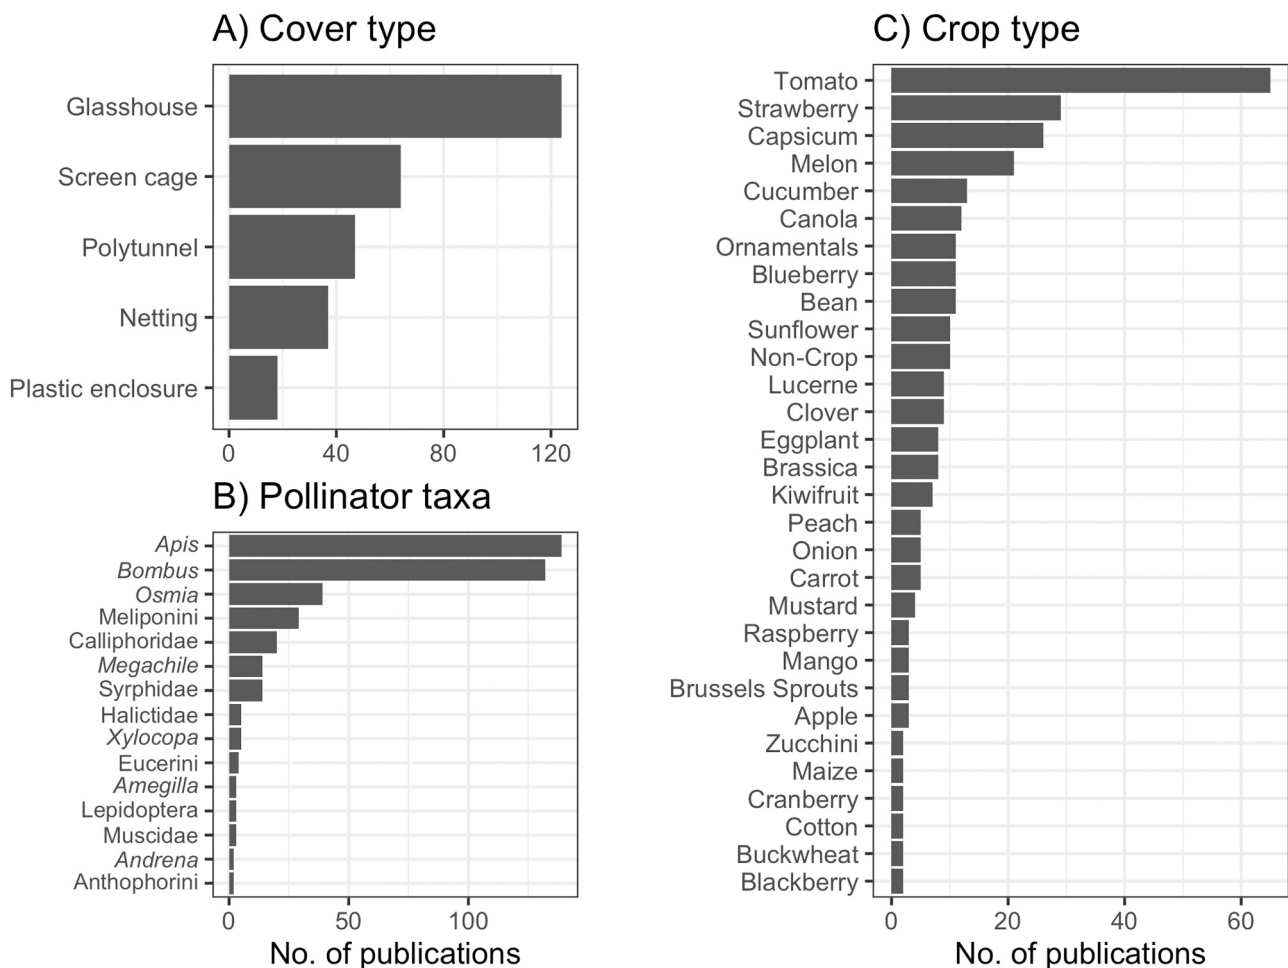 A) Cover type
Glasshouse
Screen cage
Polytunnel
Netting
Plastic enclosure
0 40 80 120
B) Pollinator taxa
Apis
Bombus
Osmia
Meliponini
Calliphoridae
Megachile
Syrphidae
Halictidae
Xylocopa
Eucerini
Amegilla
Lepidoptera
Muscidae
Andrena
Anthophorini
0 50 100
No. of publications
C) Crop type
Tomato
Strawberry
Capsicum
Melon
Cucumber
Canola
Ornamentals
Blueberry
Bean
Sunflower
Non-Crop
Lucerne
Clover
Eggplant
Brassica
Kiwifruit
Peach
Onion
Carrot
Mustard
Raspberry
Mango
Brussels Sprouts
Apple
Zucchini
Maize
Cranberry
Cotton
Buckwheat
Blackberry
0 20 40 60
No. of publications